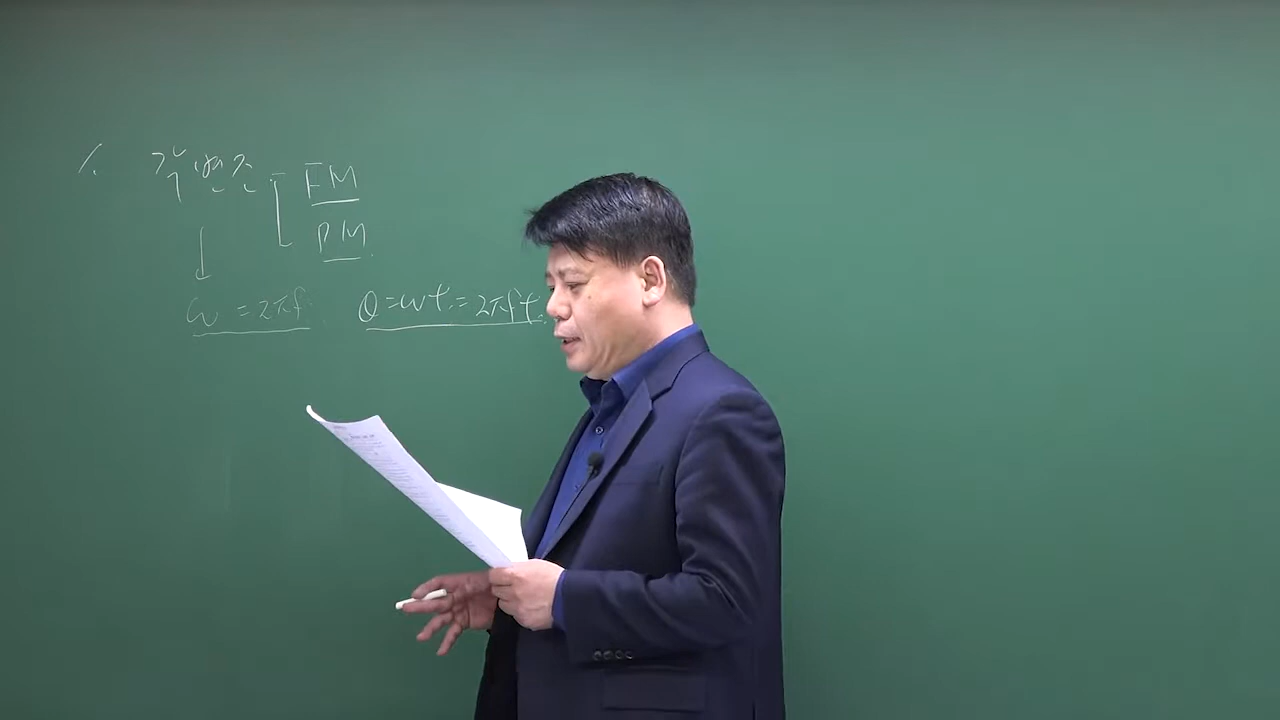 1. 각변조 FM
PM
ω = 2πf θ = ωt = 2πft